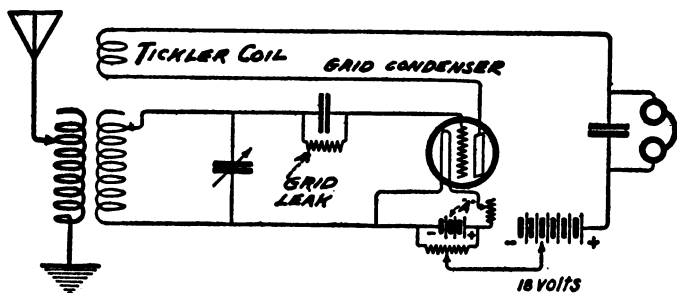 TICKLER COIL
GRID CONDENSER
GRID
LEAK
- +
- +
18 VOLTS